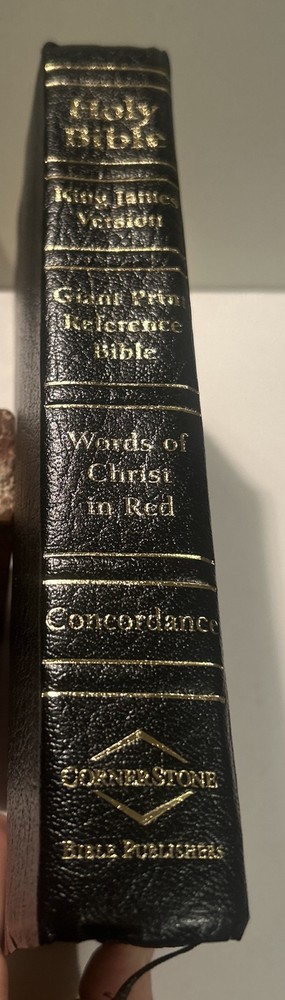 Holy
Bible
King James
Version
Giant Print
Reference
Bible
Words of
Christ
in Red
Concordance
CORNERSTONE
BIBLE PUBLISHERS